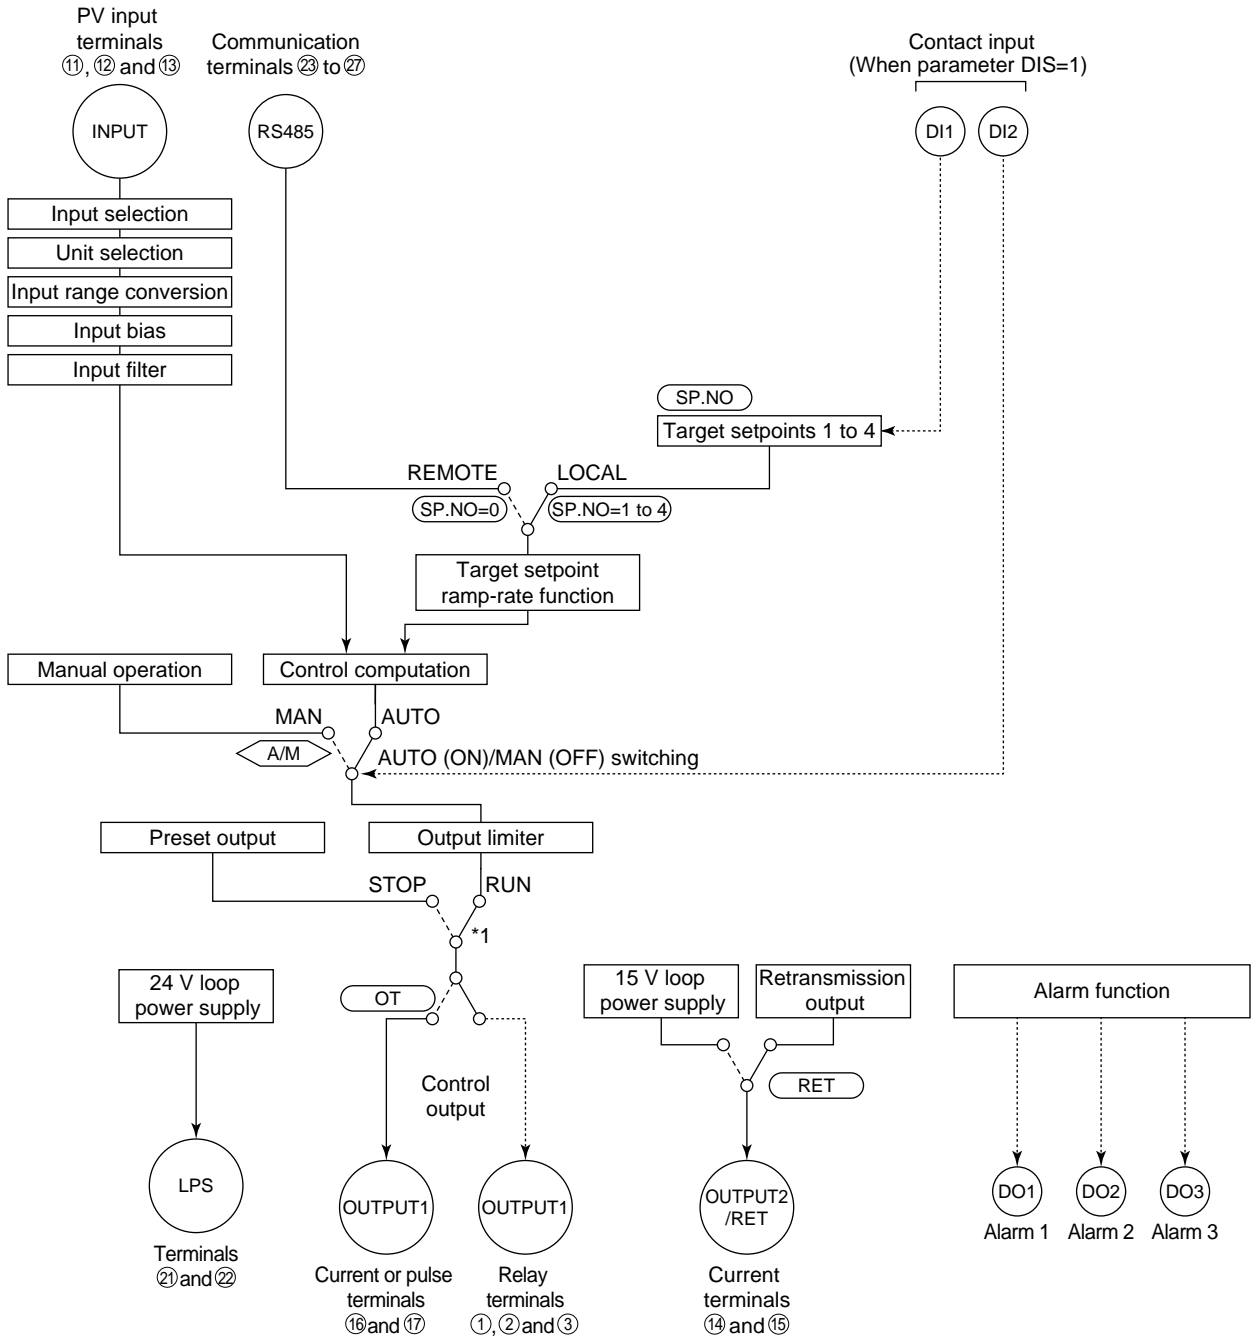 PV input
terminals
⑪, ⑫ and ⑬
Communication
terminals ㉓ to ㉗
Contact input
(When parameter DIS=1)
INPUT
RS485
DI1
DI2
Input selection
Unit selection
Input range conversion
Input bias
Input filter
SP.NO
Target setpoints 1 to 4
REMOTE
LOCAL
SP.NO=0
SP.NO=1 to 4
Target setpoint
ramp-rate function
Manual operation
Control computation
MAN
AUTO
A/M
AUTO (ON)/MAN (OFF) switching
Preset output
Output limiter
STOP
RUN
*1
24 V loop
power supply
OT
15 V loop
power supply
Retransmission
output
Alarm function
Control
output
RET
LPS
OUTPUT1
OUTPUT1
OUTPUT2
/RET
DO1
DO2
DO3
Alarm 1
Alarm 2
Alarm 3
Terminals
㉑ and ㉒
Current or pulse
terminals
⑯ and ⑰
Relay
terminals
①, ② and ③
Current
terminals
⑭ and ⑮